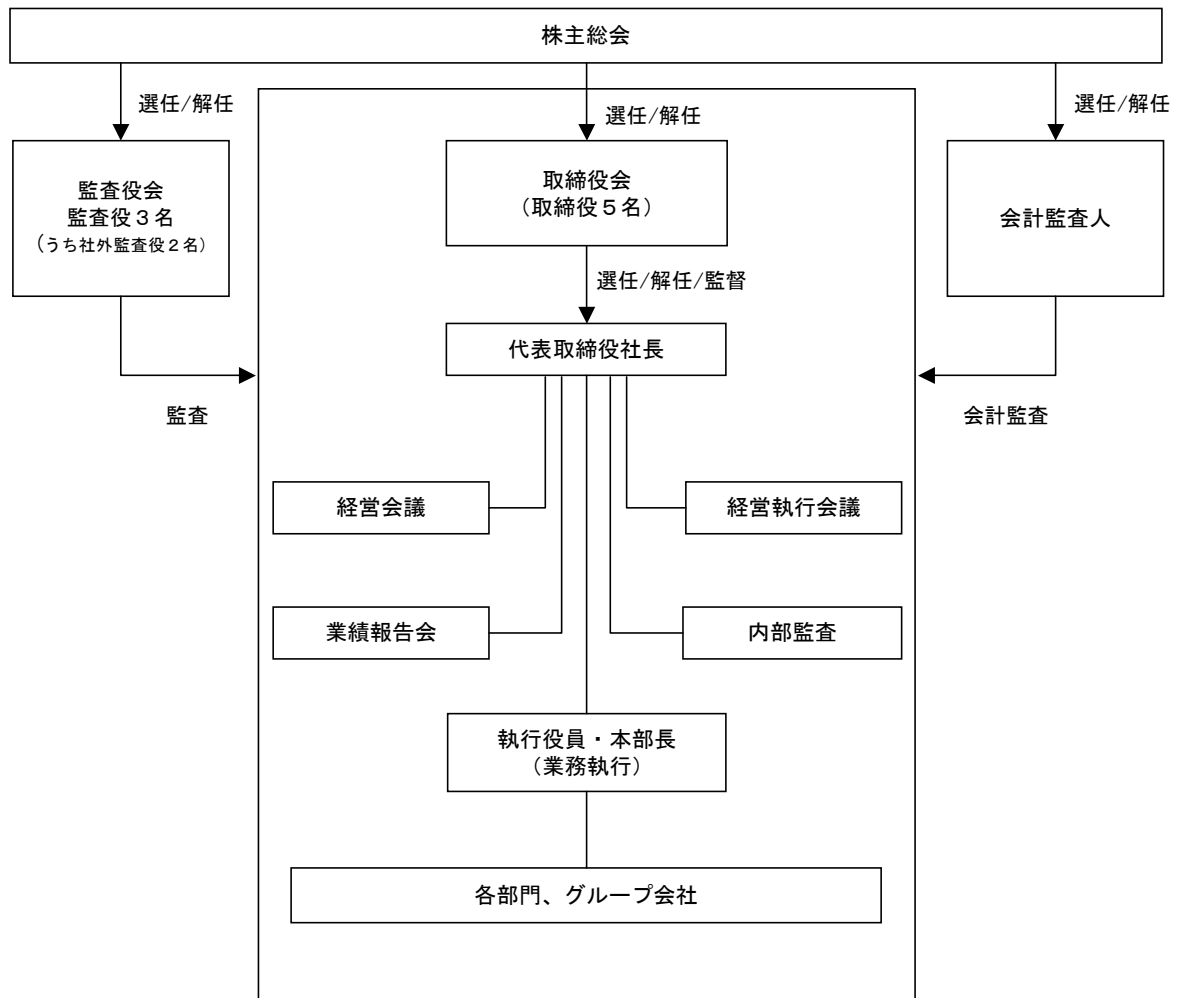 株主総会
選任/解任
選任/解任
選任/解任
監査役会
監査役3名
(うち社外監査役2名)
取締役会
(取締役5名)
会計監査人
選任/解任/監督
代表取締役社長
監査
会計監査
経営会議
経営執行会議
業績報告会
内部監査
執行役員・本部長
(業務執行)
各部門、グループ会社